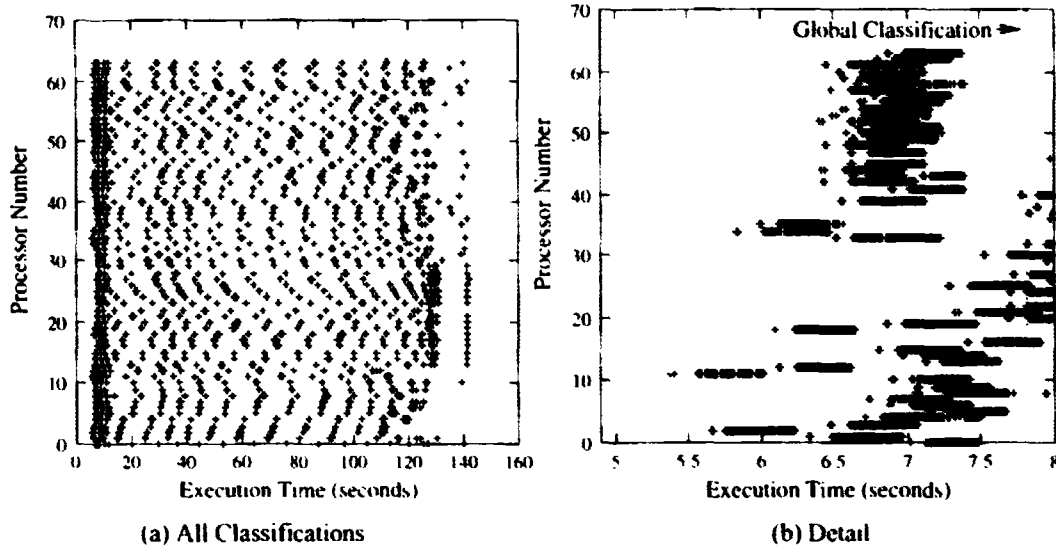 70
60
50
40
30
20
10
0
Processor Number
0 20 40 60 80 100 120 140 160
Execution Time (seconds)
(a) All Classifications
70
60
50
40
30
20
10
0
Processor Number
Global Classification
5 5.5 6 6.5 7 7.5 8
Execution Time (seconds)
(b) Detail